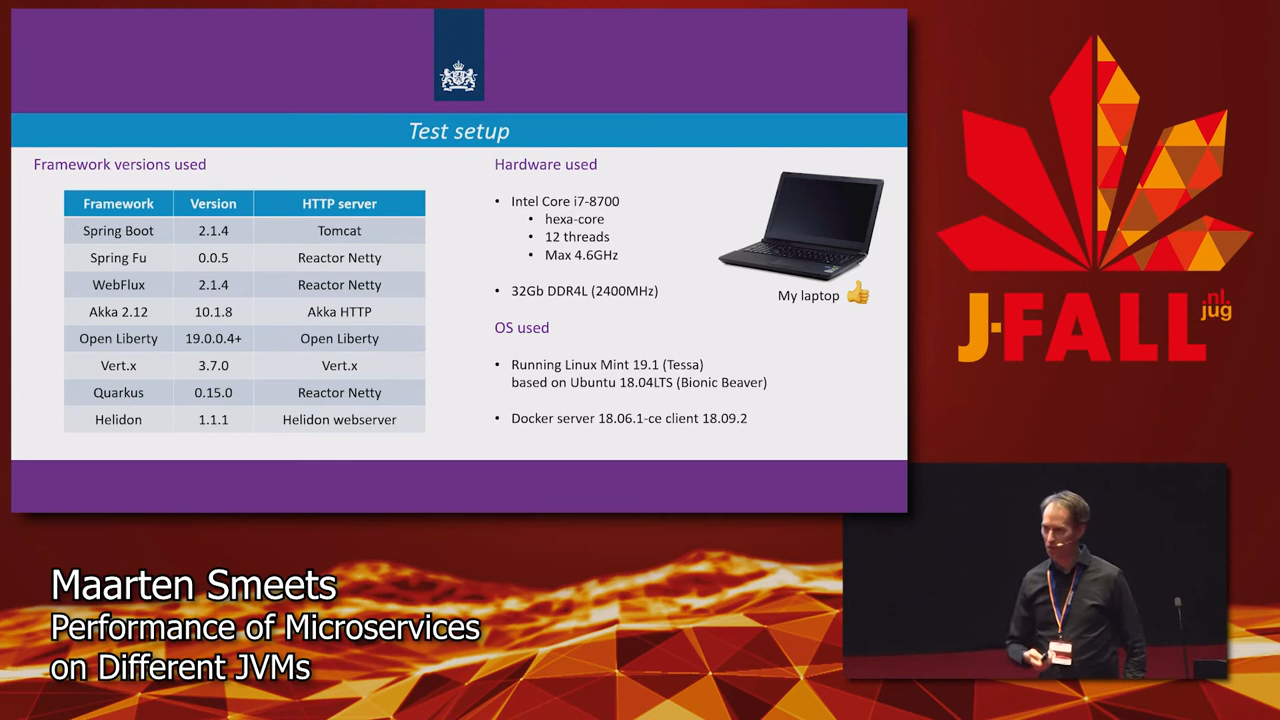 Test setup
Framework versions used
Framework Version HTTP server
Spring Boot 2.1.4 Tomcat
Spring Fu 0.0.5 Reactor Netty
WebFlux 2.1.4 Reactor Netty
Akka 2.12 10.1.8 Akka HTTP
Open Liberty 19.0.0.4+ Open Liberty
Vert.x 3.7.0 Vert.x
Quarkus 0.15.0 Reactor Netty
Helidon 1.1.1 Helidon webserver
Hardware used
• Intel Core i7-8700
• hexa-core
• 12 threads
• Max 4.6GHz
• 32Gb DDR4L (2400MHz)
My laptop
OS used
• Running Linux Mint 19.1 (Tessa)
based on Ubuntu 18.04LTS (Bionic Beaver)
• Docker server 18.06.1-ce client 18.09.2
J-FALL
nl.
jug
Maarten Smeets
Performance of Microservices
on Different JVMs